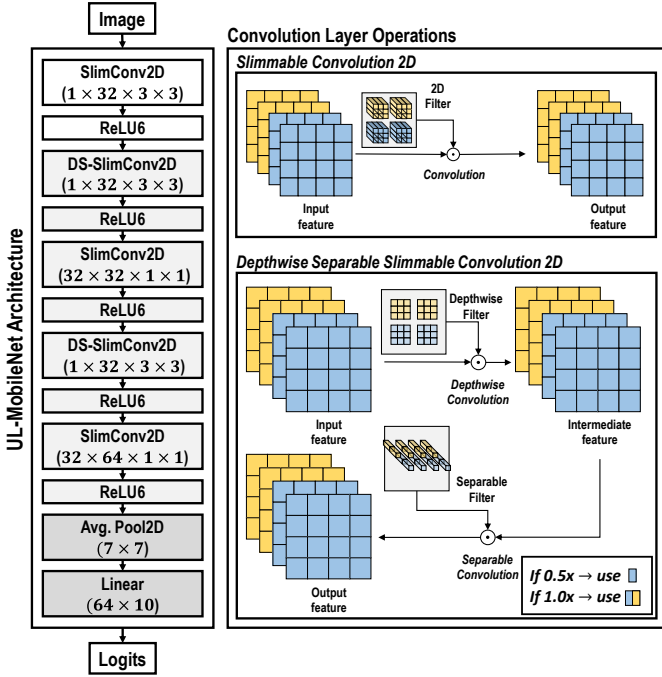 Image
UL-MobileNet Architecture
SlimConv2D
(1 × 32 × 3 × 3)
ReLU6
DS-SlimConv2D
(1 × 32 × 3 × 3)
ReLU6
SlimConv2D
(32 × 32 × 1 × 1)
ReLU6
DS-SlimConv2D
(1 × 32 × 3 × 3)
ReLU6
SlimConv2D
(32 × 64 × 1 × 1)
ReLU6
Avg. Pool2D
(7 × 7)
Linear
(64 × 10)
Logits
Convolution Layer Operations
Slimmable Convolution 2D
2D
Filter
Convolution
Input
feature
Output
feature
Depthwise Separable Slimmable Convolution 2D
Depthwise
Filter
Depthwise
Convolution
Input
feature
Intermediate
feature
Separable
Filter
Separable
Convolution
Output
feature
If 0.5x → use
If 1.0x → use